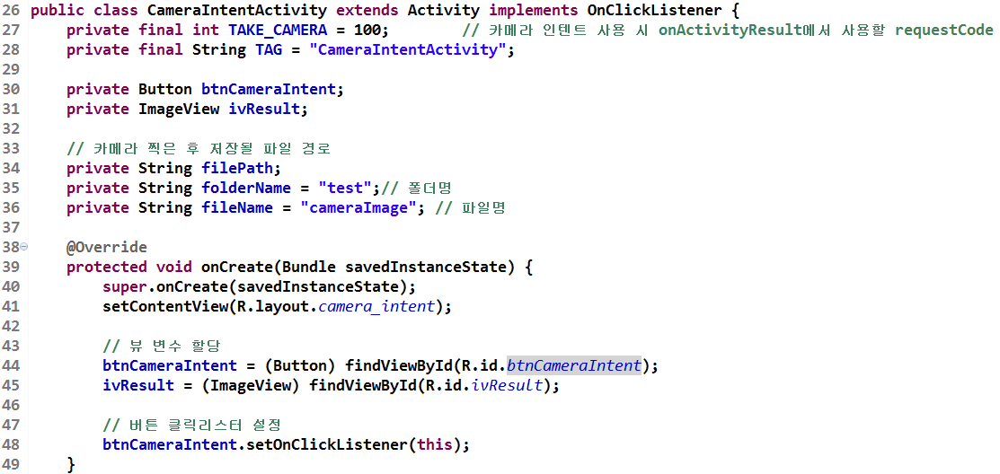 26 public class CameraIntentActivity extends Activity implements OnClickListener {
27 private final int TAKE_CAMERA = 100; // 카메라 인텐트 사용 시 onActivityResult에서 사용할 requestCode
28 private final String TAG = "CameraIntentActivity";
29
30 private Button btnCameraIntent;
31 private ImageView ivResult;
32
33 // 카메라 찍은 후 저장될 파일 경로
34 private String filePath;
35 private String folderName = "test";// 폴더명
36 private String fileName = "cameraImage"; // 파일명
37
38 @Override
39 protected void onCreate(Bundle savedInstanceState) {
40 super.onCreate(savedInstanceState);
41 setContentView(R.layout.camera_intent);
42
43 // 뷰 변수 할당
44 btnCameraIntent = (Button) findViewById(R.id.btnCameraIntent);
45 ivResult = (ImageView) findViewById(R.id.ivResult);
46
47 // 버튼 클릭리스터 설정
48 btnCameraIntent.setOnClickListener(this);
49 }